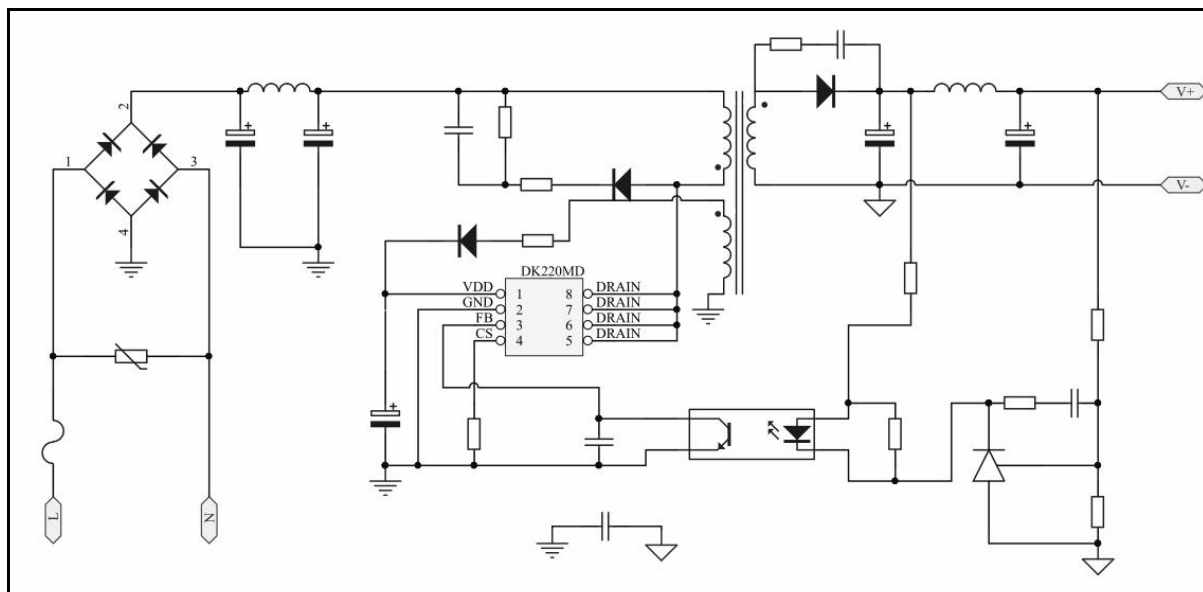 2
1
3
4
V+
V-
DK220MD
VDD 1 8 DRAIN
GND 2 7 DRAIN
FB 3 6 DRAIN
CS 4 5 DRAIN
+
+
+
+
+
L
N